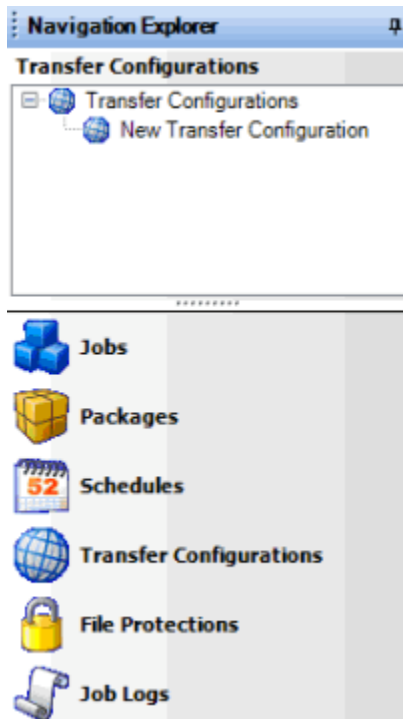 Navigation Explorer
Transfer Configurations
Transfer Configurations
New Transfer Configuration
Jobs
Packages
52
Schedules
Transfer Configurations
File Protections
Job Logs